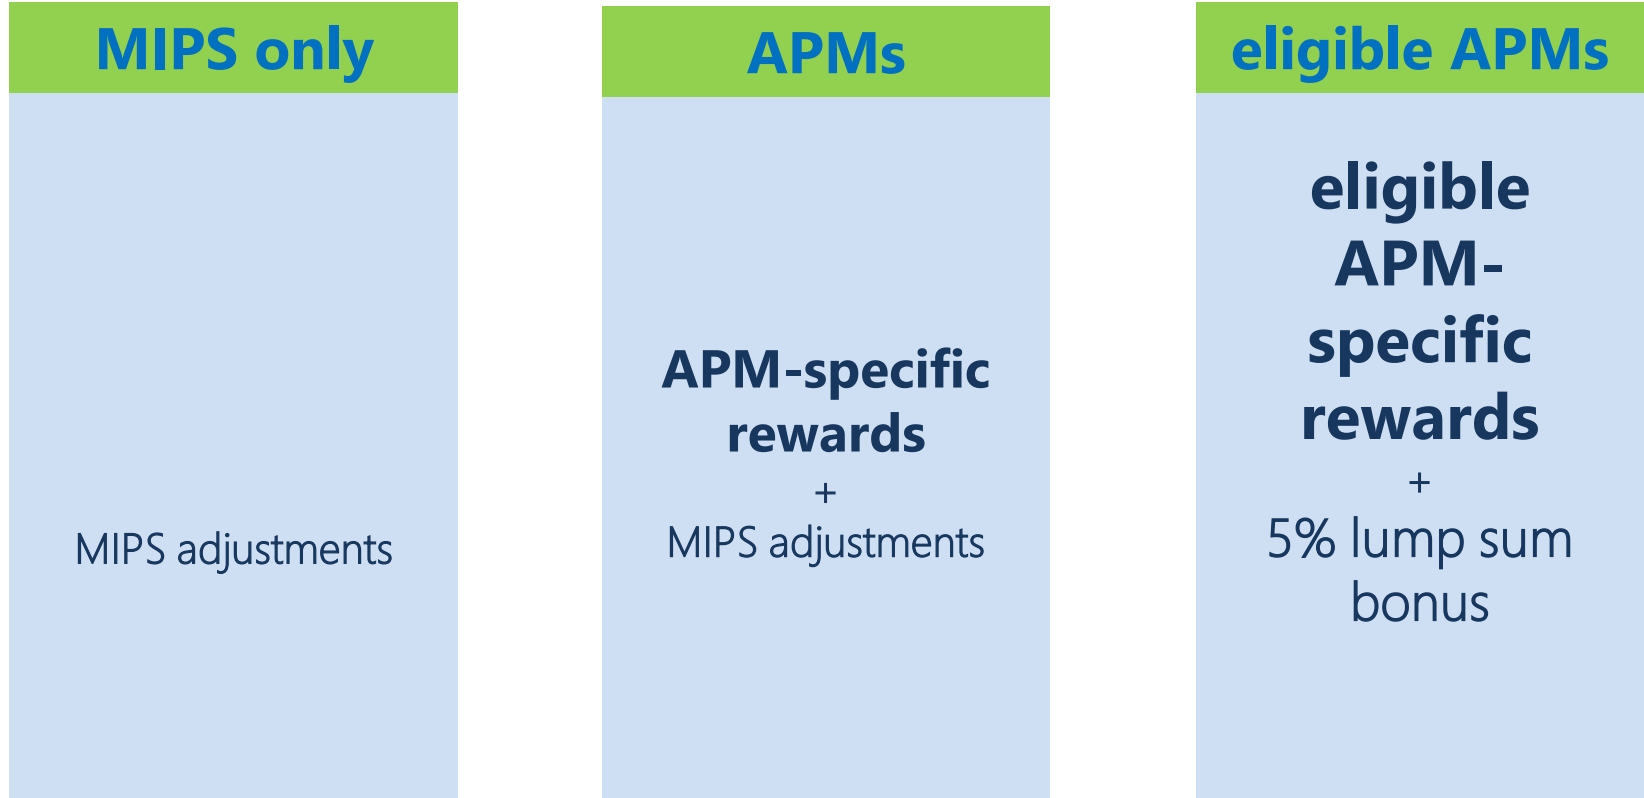 MIPS only
MIPS adjustments
APMs
APM-specific
rewards
+
MIPS adjustments
eligible APMs
eligible
APM-
specific
rewards
+
5% lump sum
bonus